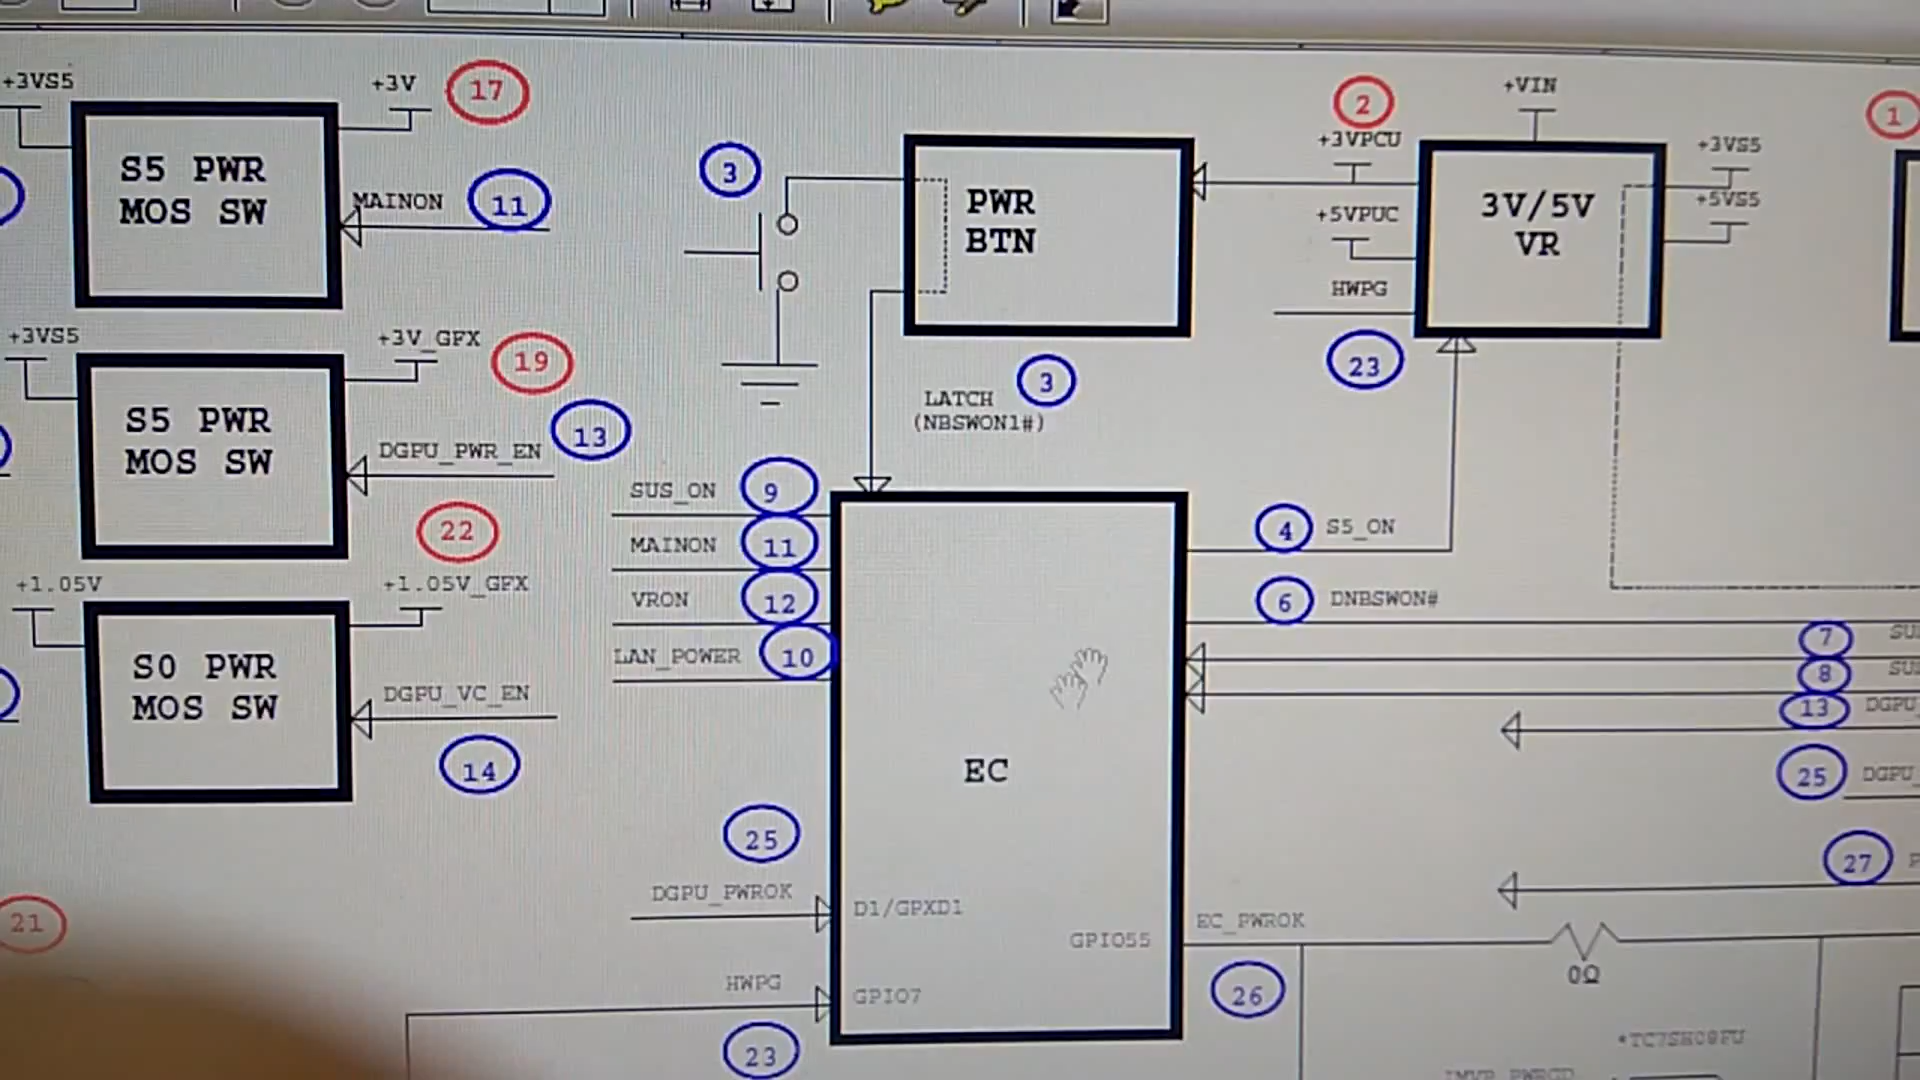 +3VS5
+3V
17
S5 PWR
MOS SW
MAINON
11
+3VS5
+3V_GFX
19
13
S5 PWR
MOS SW
DGPU_PWR_EN
22
+1.05V
+1.05V_GFX
S0 PWR
MOS SW
DGPU_VC_EN
14
21
3
PWR
BTN
LATCH
(NBSWON1#)
3
2
+3VPCU
+5VPUC
HWPG
23
+VIN
3V/5V
VR
+3VS5
+5VS5
1
SUS_ON
9
MAINON
11
VRON
12
LAN_POWER
10
EC
4
S5_ON
6
DNBSWON#
7
8
13
DGPU_
25
DGPU_
27
25
DGPU_PWROK
D1/GPXD1
GPIO55
EC_PWROK
26
0Ω
HWPG
GPIO7
23